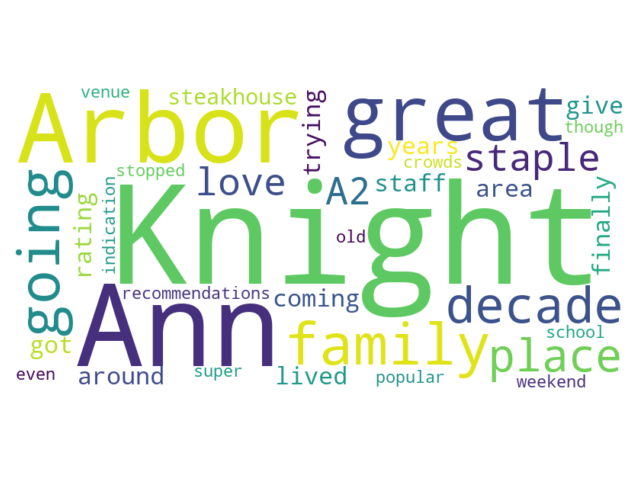 venue
steakhouse
trying
great
give
though
Arbor
years
crowds
staple
stopped
love
A2
staff
area
finally
going
rating
indication
Knight
old
recommendations
coming
decade
Ann
family
school
place
got
even
around
super
lived
popular
weekend